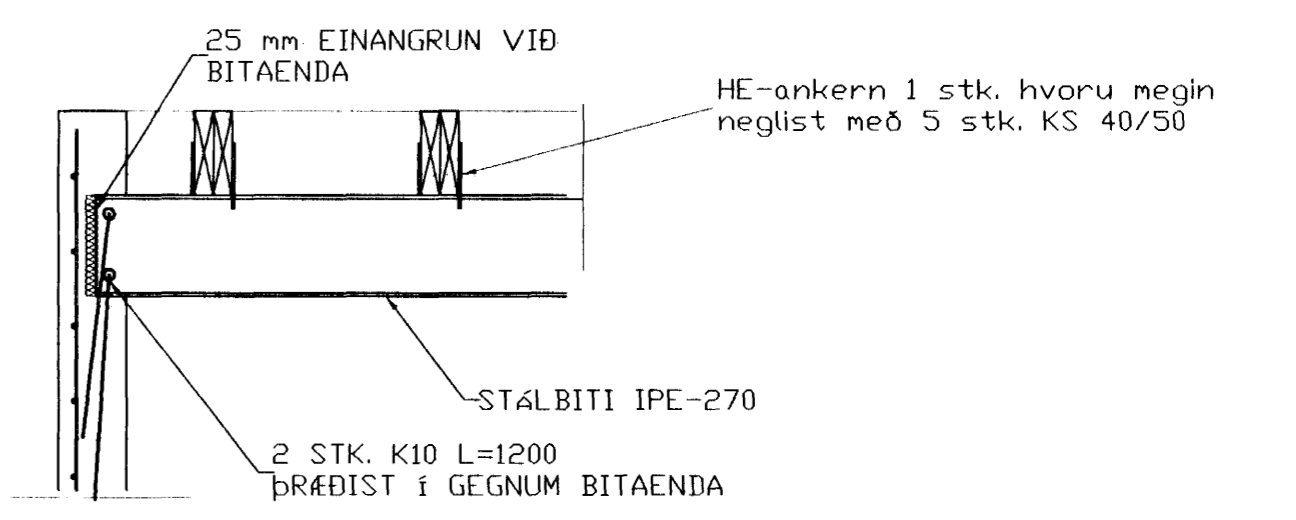 25 mm EINANGRUN VIÐ
BITAENDA
HE-ankern 1 stk. hvoru megin
neglist með 5 stk. KS 40/50
STÁLBITI IPE-270
2 STK. K10 L=1200
ÞRÆÐIST Í GEGNUM BITAENDA